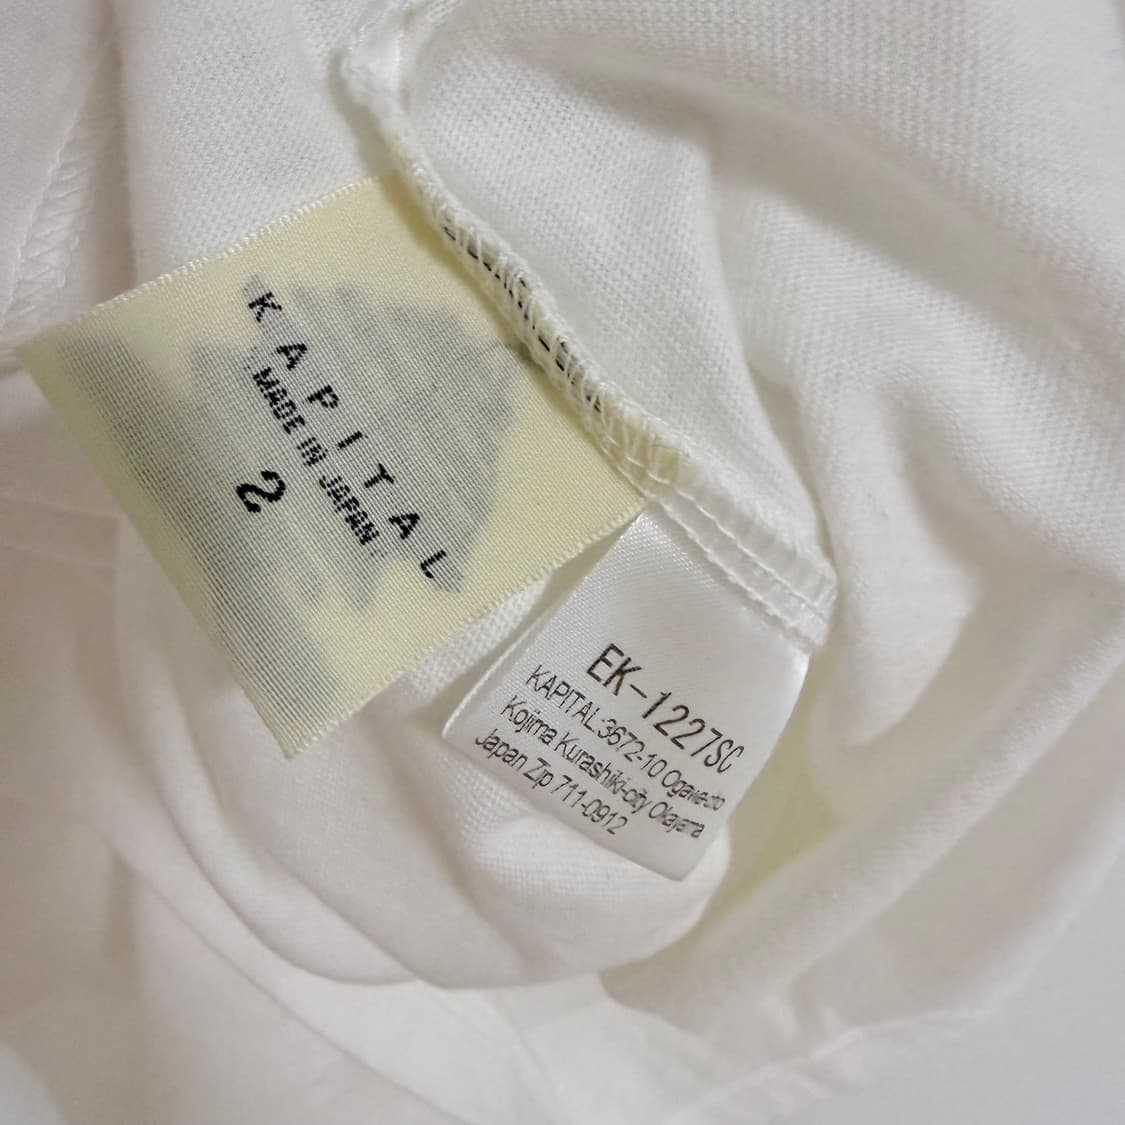 KAPITAL
MADE IN JAPAN
2
EK-1227SC
KAPITAL:3672-10 Ogawa-cho
Kojima Kurashiki-city Okayama
Japan Zip 711-0912